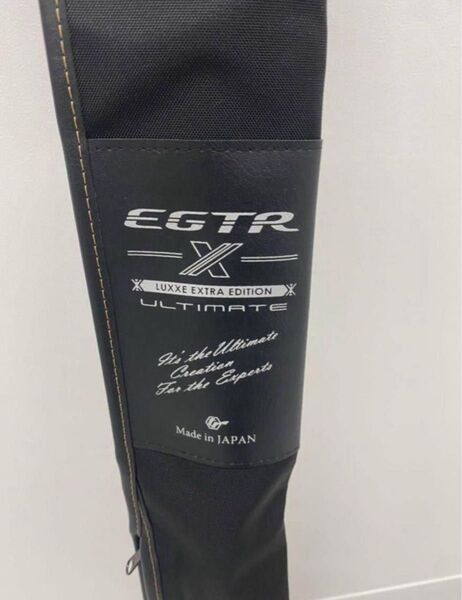 EGTR
X
LUXXE EXTRA EDITION
ULTIMATE
It's the Ultimate
Creation
For the Experts
Made in JAPAN